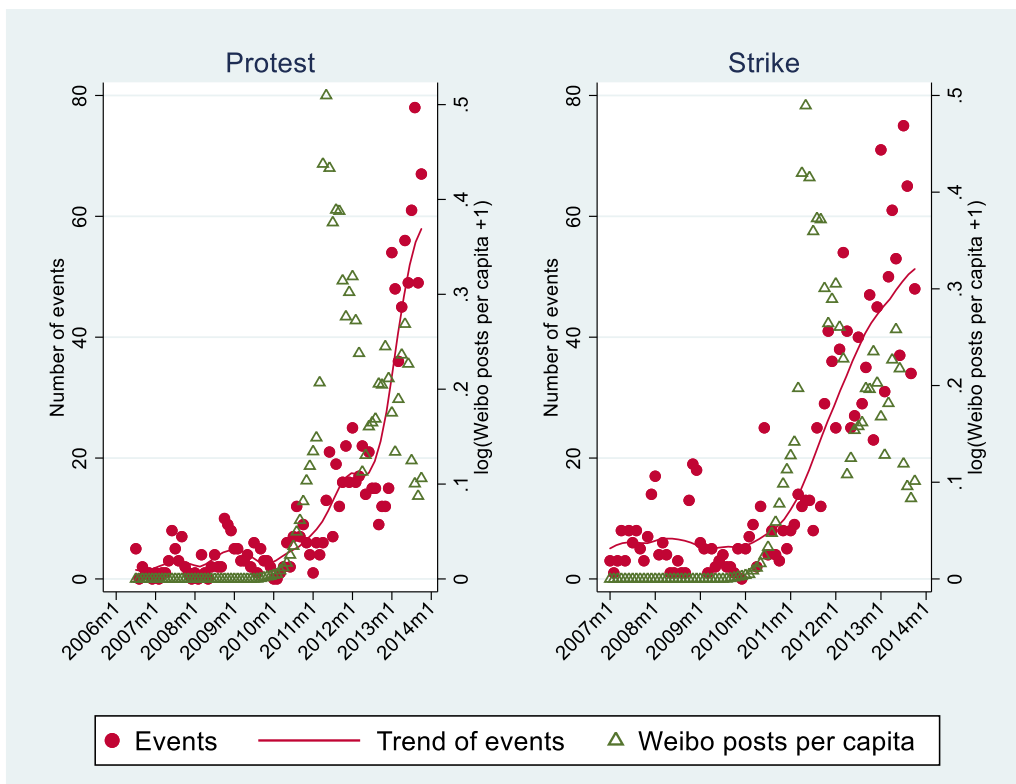 Protest
80
60
40
20
0
Number of events
.5
.4
.3
.2
.1
0
log(Weibo posts per capita +1)
2006m1
2007m1
2008m1
2009m1
2010m1
2011m1
2012m1
2013m1
2014m1
Strike
80
60
40
20
0
Number of events
.5
.4
.3
.2
.1
0
log(Weibo posts per capita +1)
2007m1
2008m1
2009m1
2010m1
2011m1
2012m1
2013m1
2014m1
Events Trend of events Weibo posts per capita